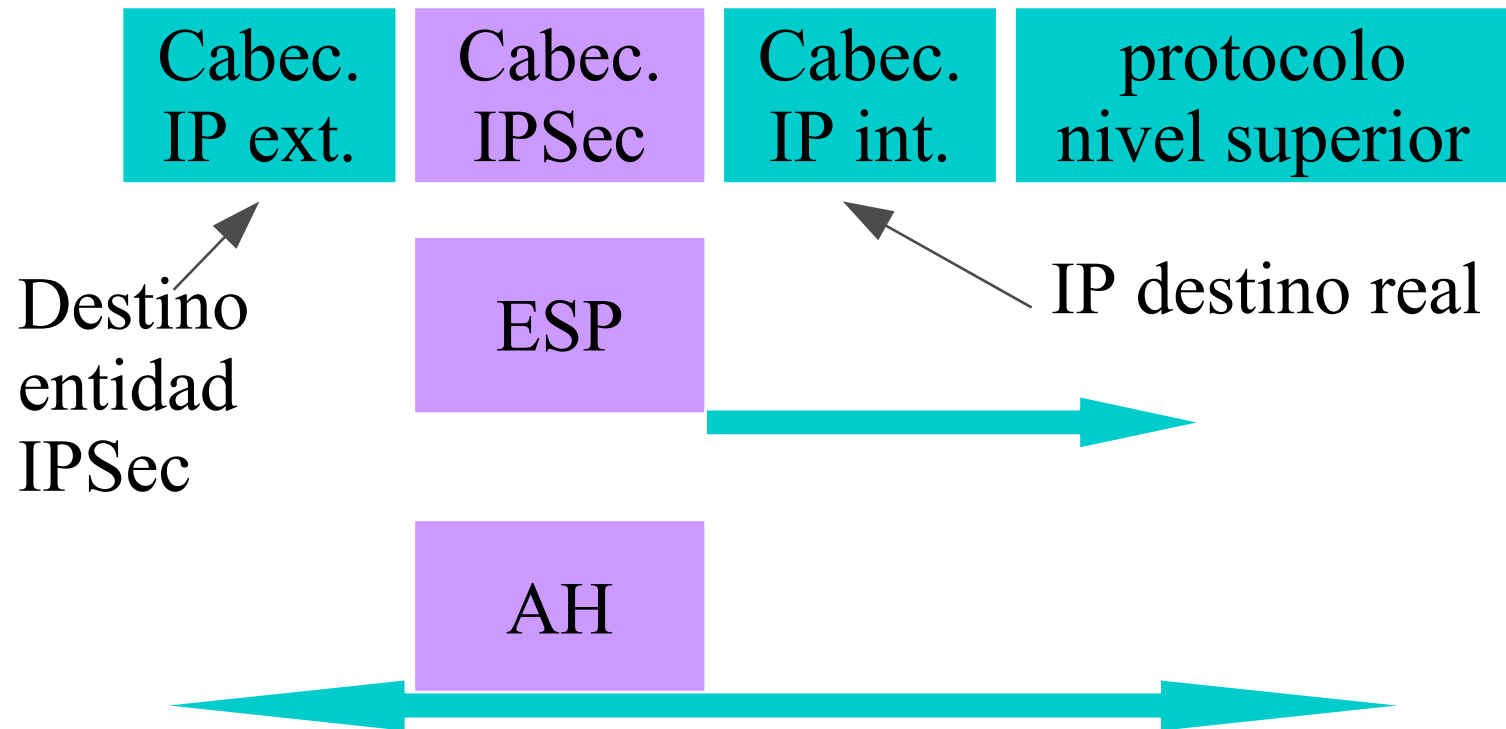 Cabec.
IP ext.
Cabec.
IPSec
Cabec.
IP int.
protocolo
nivel superior
Destino
entidad
IPSec
ESP
IP destino real
AH